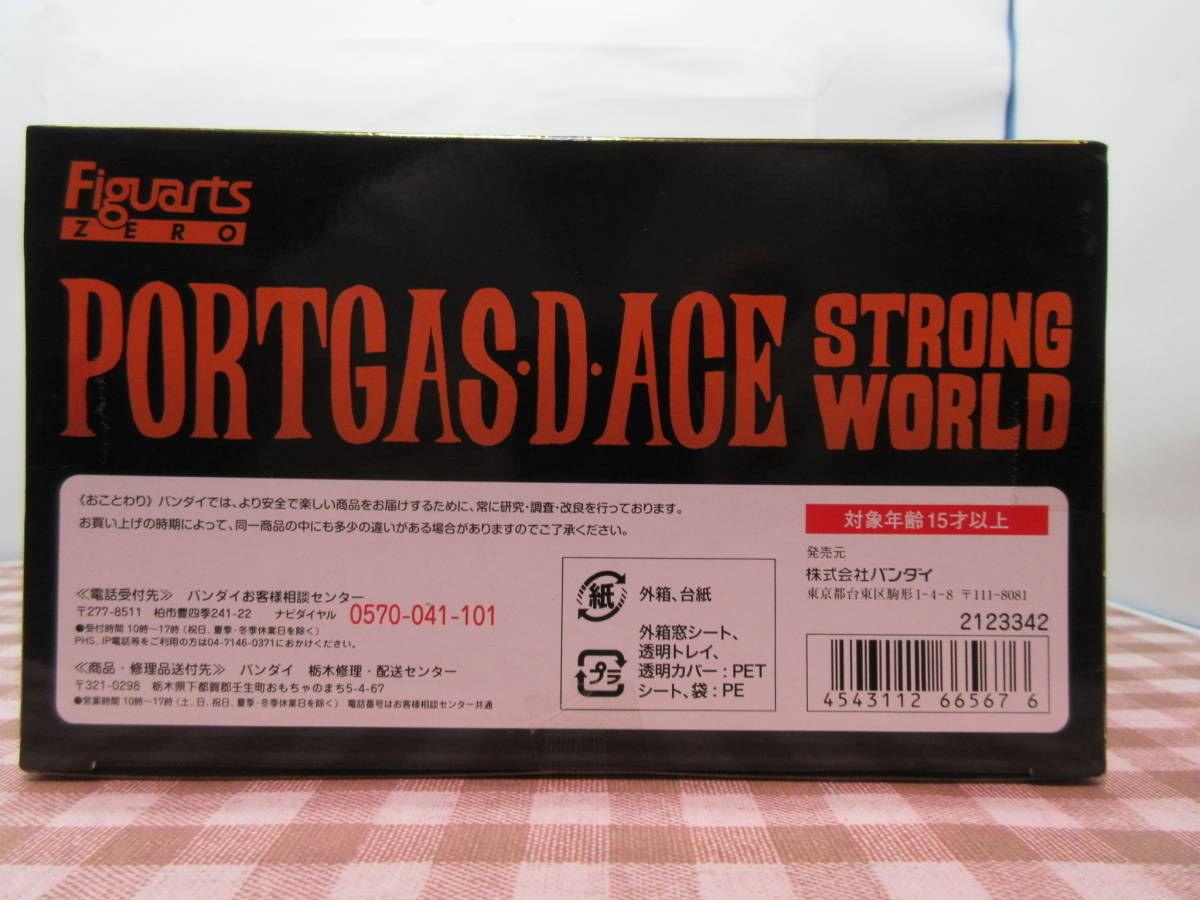 Figuarts
ZERO
PORTGAS・D・ACE
STRONG
WORLD
《おことわり》バンダイでは、より安全で楽しい商品をお届けするために、常に研究・調査・改良を行っております。
お買い上げの時期によって、同一商品の中にも多少の違いがある場合がありますのでご了承ください。
≪電話受付先≫ バンダイお客様相談センター
〒277-8511 柏市豊四季241-22 ナビダイヤル 0570-041-101
●受付時間 10時〜17時 (祝日、夏季・冬季休業日を除く)
PHS、IP電話等をご利用の方は04-7146-0371におかけください。
≪商品・修理品送付先≫ バンダイ 栃木修理・配送センター
〒321-0298 栃木県下都賀郡壬生町おもちゃのまち5-4-67
●営業時間 10時〜17時 (土、日、祝日、夏季・冬季休業日を除く) 電話番号はお客様相談センター共通
紙
外箱、台紙
プラ
外箱窓シート、
透明トレイ、
透明カバー : PET
シート、袋 : PE
対象年齢15才以上
発売元
株式会社バンダイ
東京都台東区駒形1-4-8 〒111-8081
2123342
4543112 66567 6